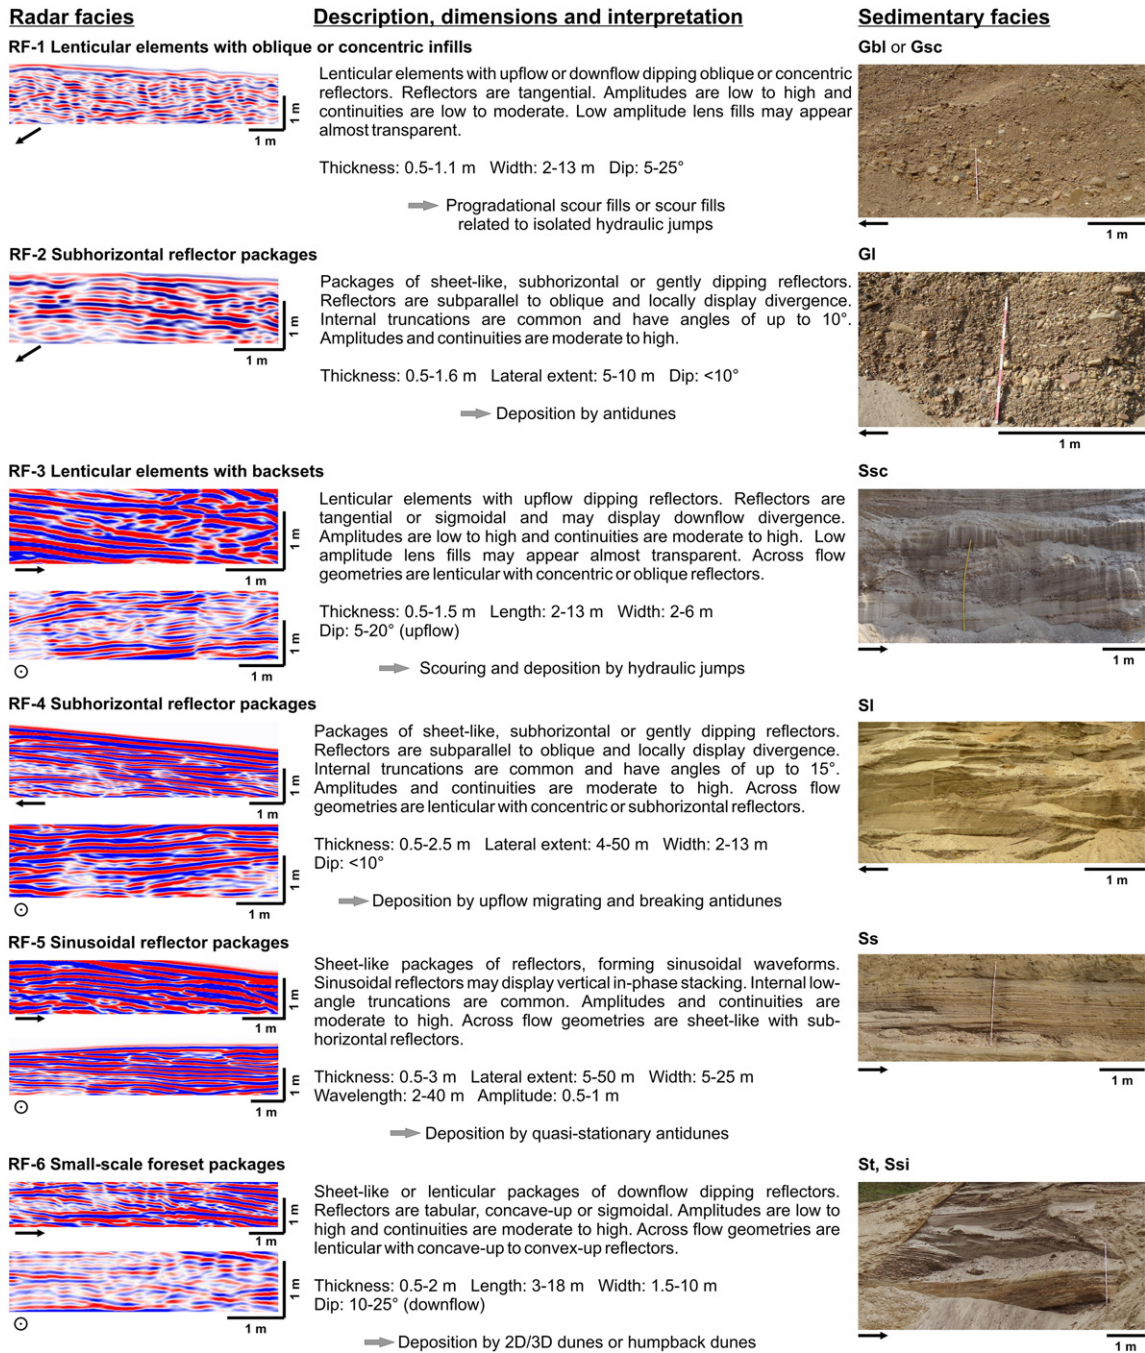 Radar facies
Description, dimensions and interpretation
Sedimentary facies
RF-1 Lenticular elements with oblique or concentric infills
Gbl or Gsc
Lenticular elements with upflow or downflow dipping oblique or concentric
reflectors. Reflectors are tangential. Amplitudes are low to high and
continuities are low to moderate. Low amplitude lens fills may appear
almost transparent.
Thickness: 0.5-1.1 m Width: 2-13 m Dip: 5-25°
Progradational scour fills or scour fills
related to isolated hydraulic jumps
1 m
1 m
1 m
RF-2 Subhorizontal reflector packages
Gl
Packages of sheet-like, subhorizontal or gently dipping reflectors.
Reflectors are subparallel to oblique and locally display divergence.
Internal truncations are common and have angles of up to 10°.
Amplitudes and continuities are moderate to high.
Thickness: 0.5-1.6 m Lateral extent: 5-10 m Dip: <10°
Deposition by antidunes
1 m
1 m
1 m
RF-3 Lenticular elements with backsets
Ssc
Lenticular elements with upflow dipping reflectors. Reflectors are
tangential or sigmoidal and may display downflow divergence.
Amplitudes are low to high and continuities are moderate to high. Low
amplitude lens fills may appear almost transparent. Across flow
geometries are lenticular with concentric or oblique reflectors.
Thickness: 0.5-1.5 m Length: 2-13 m Width: 2-6 m
Dip: 5-20° (upflow)
Scouring and deposition by hydraulic jumps
1 m
1 m
1 m
1 m
1 m
RF-4 Subhorizontal reflector packages
Sl
Packages of sheet-like, subhorizontal or gently dipping reflectors.
Reflectors are subparallel to oblique and locally display divergence.
Internal truncations are common and have angles of up to 15°.
Amplitudes and continuities are moderate to high. Across flow
geometries are lenticular with concentric or subhorizontal reflectors.
Thickness: 0.5-2.5 m Lateral extent: 4-50 m Width: 2-13 m
Dip: <10°
Deposition by upflow migrating and breaking antidunes
1 m
1 m
1 m
1 m
1 m
RF-5 Sinusoidal reflector packages
Ss
Sheet-like packages of reflectors, forming sinusoidal waveforms.
Sinusoidal reflectors may display vertical in-phase stacking. Internal low-
angle truncations are common. Amplitudes and continuities are
moderate to high. Across flow geometries are sheet-like with sub-
horizontal reflectors.
Thickness: 0.5-3 m Lateral extent: 5-50 m Width: 5-25 m
Wavelength: 2-40 m Amplitude: 0.5-1 m
Deposition by quasi-stationary antidunes
1 m
1 m
1 m
1 m
1 m
RF-6 Small-scale foreset packages
St, Ssi
Sheet-like or lenticular packages of downflow dipping reflectors.
Reflectors are tabular, concave-up or sigmoidal. Amplitudes are low to
high and continuities are moderate to high. Across flow geometries are
lenticular with concave-up to convex-up reflectors.
Thickness: 0.5-2 m Length: 3-18 m Width: 1.5-10 m
Dip: 10-25° (downflow)
Deposition by 2D/3D dunes or humpback dunes
1 m
1 m
1 m
1 m
1 m